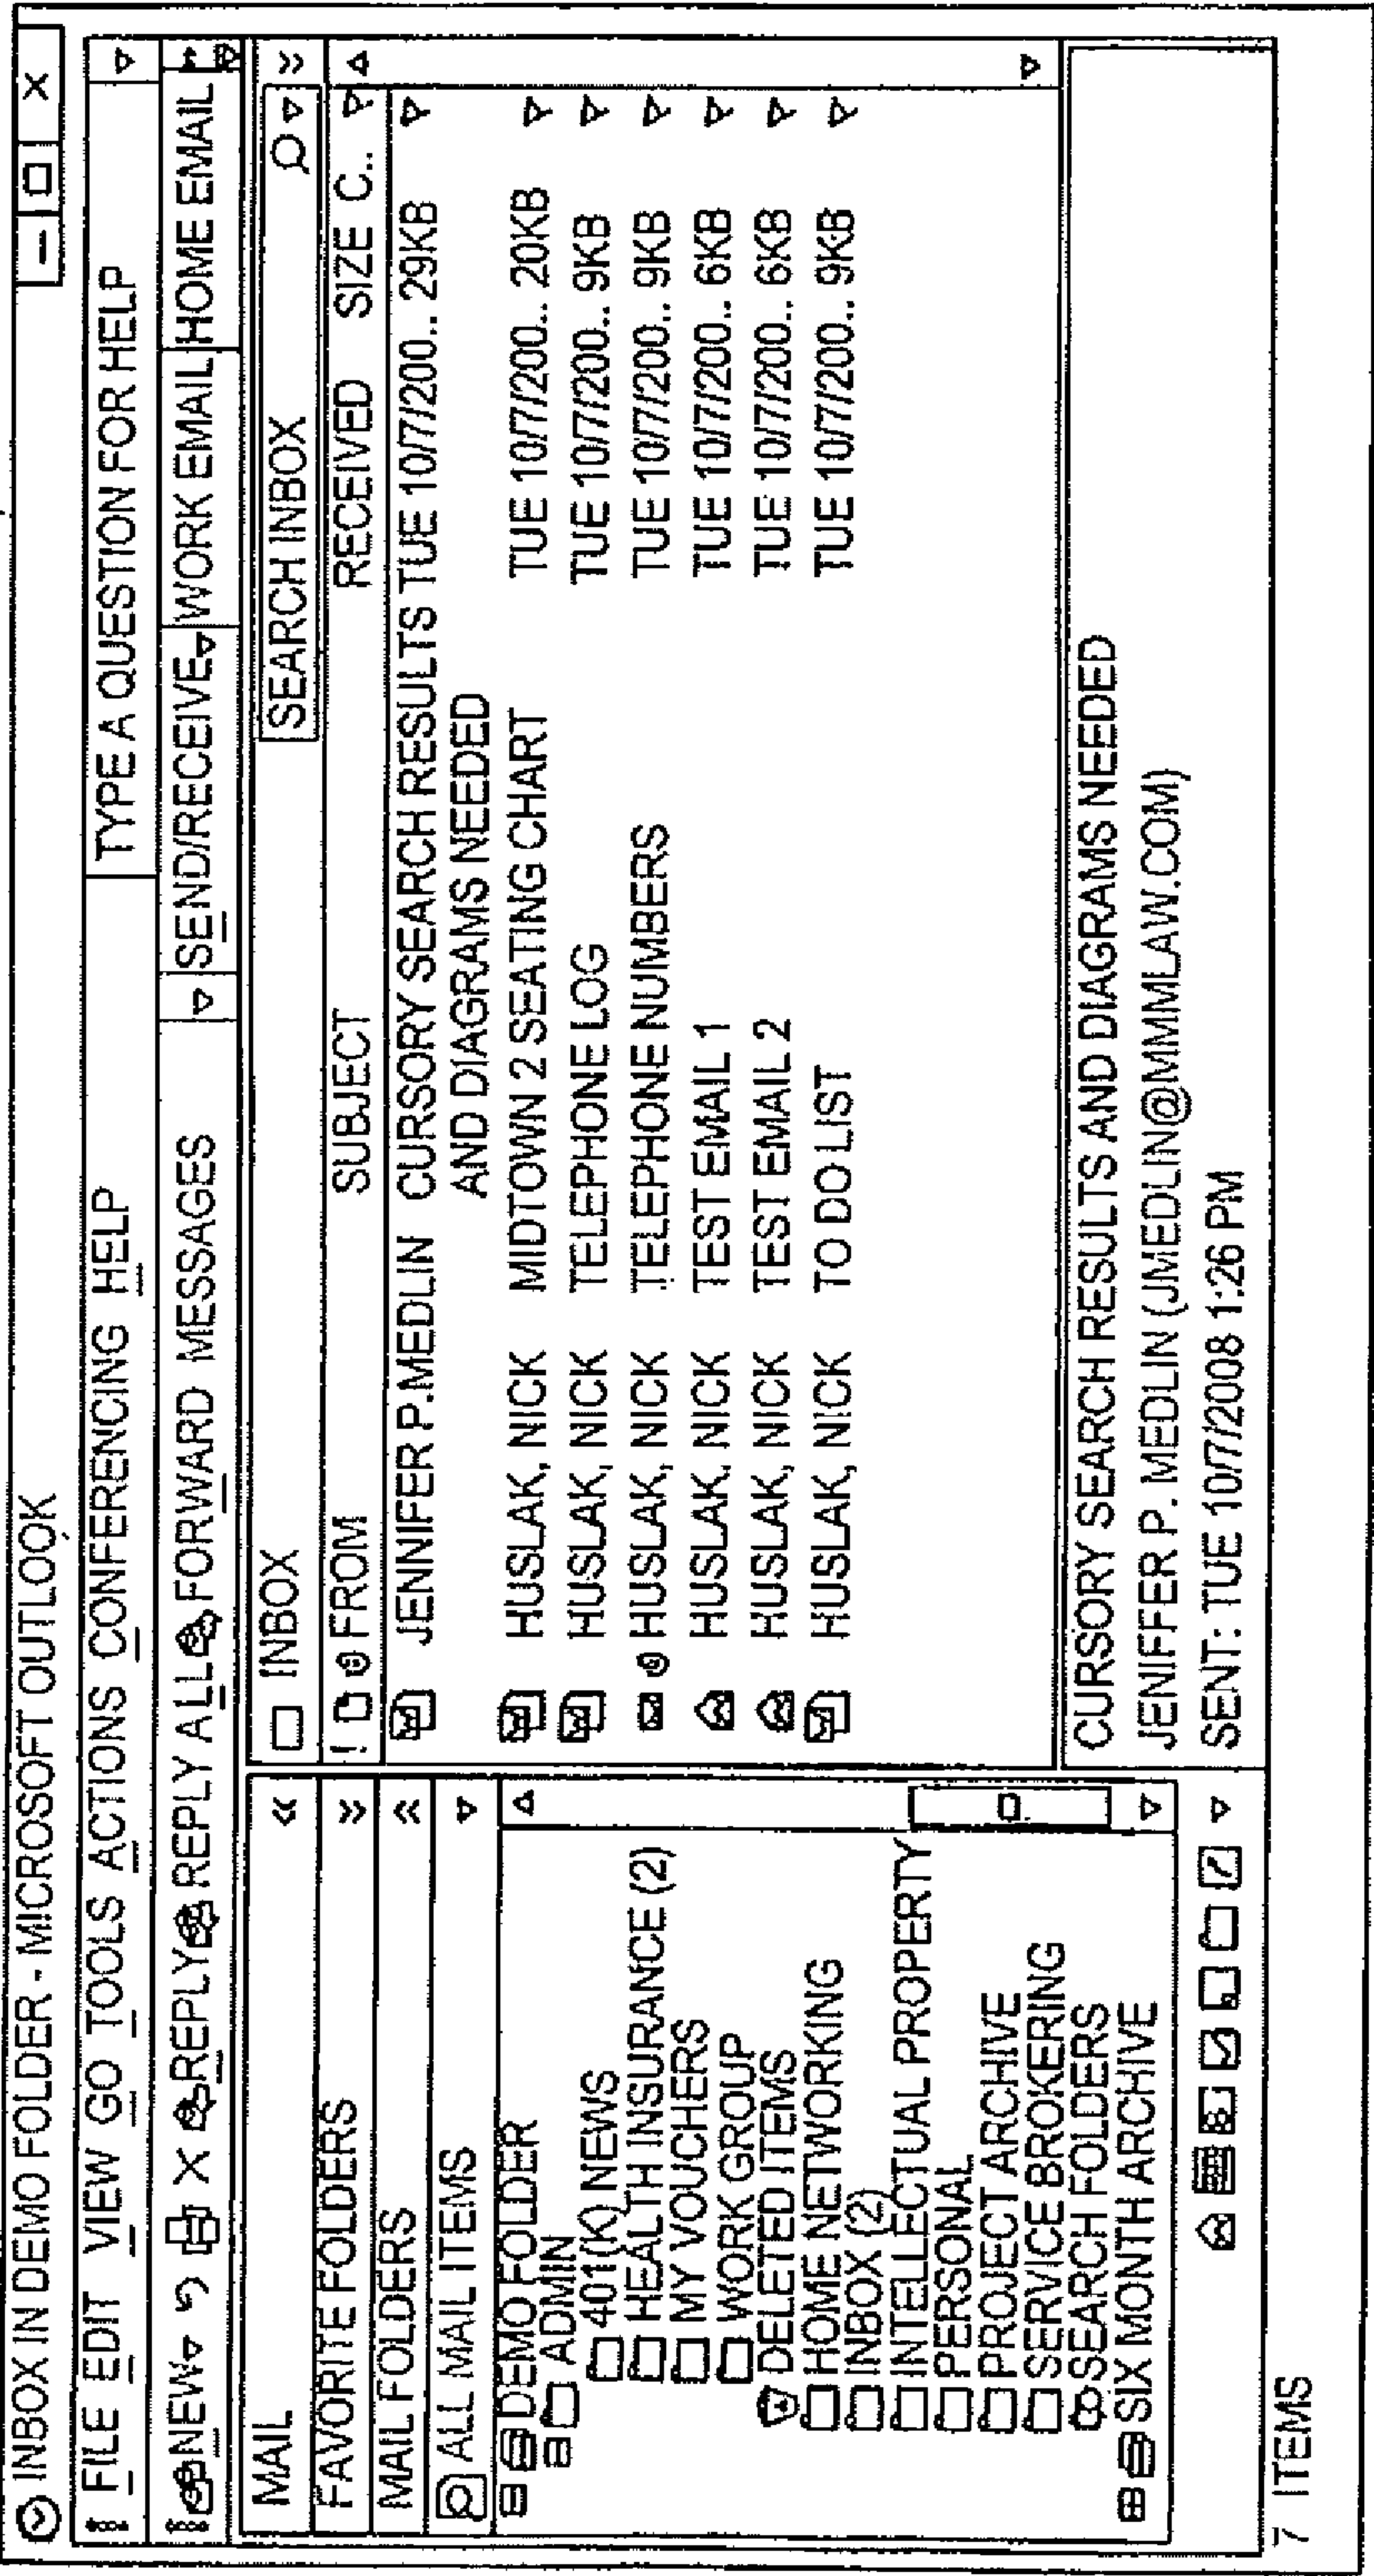 INBOX IN DEMO FOLDER - MICROSOFT OUTLOOK
FILE EDIT VIEW GO TOOLS ACTIONS CONFERENCING HELP TYPE A QUESTION FOR HELP
NEW REPLY REPLY ALL FORWARD MESSAGES SEND/RECEIVE WORK EMAIL HOME EMAIL
MAIL
FAVORITE FOLDERS
MAIL FOLDERS
ALL MAIL ITEMS
DEMO FOLDER
ADMIN
401(K) NEWS
HEALTH INSURANCE (2)
MY VOUCHERS
WORK GROUP
DELETED ITEMS
HOME NETWORKING
INBOX (2)
INTELLECTUAL PROPERTY
PERSONAL
PROJECT ARCHIVE
SERVICE BROKERING
SEARCH FOLDERS
SIX MONTH ARCHIVE
INBOX SEARCH INBOX
! FROM SUBJECT RECEIVED SIZE C..
JENNIFER P.MEDLIN CURSORY SEARCH RESULTS TUE 10/7/200.. 29KB
AND DIAGRAMS NEEDED
HUSLAK, NICK MIDTOWN 2 SEATING CHART TUE 10/7/200.. 20KB
HUSLAK, NICK TELEPHONE LOG TUE 10/7/200.. 9KB
HUSLAK, NICK TELEPHONE NUMBERS TUE 10/7/200.. 9KB
HUSLAK, NICK TEST EMAIL 1 TUE 10/7/200.. 6KB
HUSLAK, NICK TEST EMAIL 2 TUE 10/7/200.. 6KB
HUSLAK, NICK TO DO LIST TUE 10/7/200.. 9KB
CURSORY SEARCH RESULTS AND DIAGRAMS NEEDED
JENIFFER P. MEDLIN (JMEDLIN@MMMLAW.COM)
SENT: TUE 10/7/2008 1:26 PM
7 ITEMS